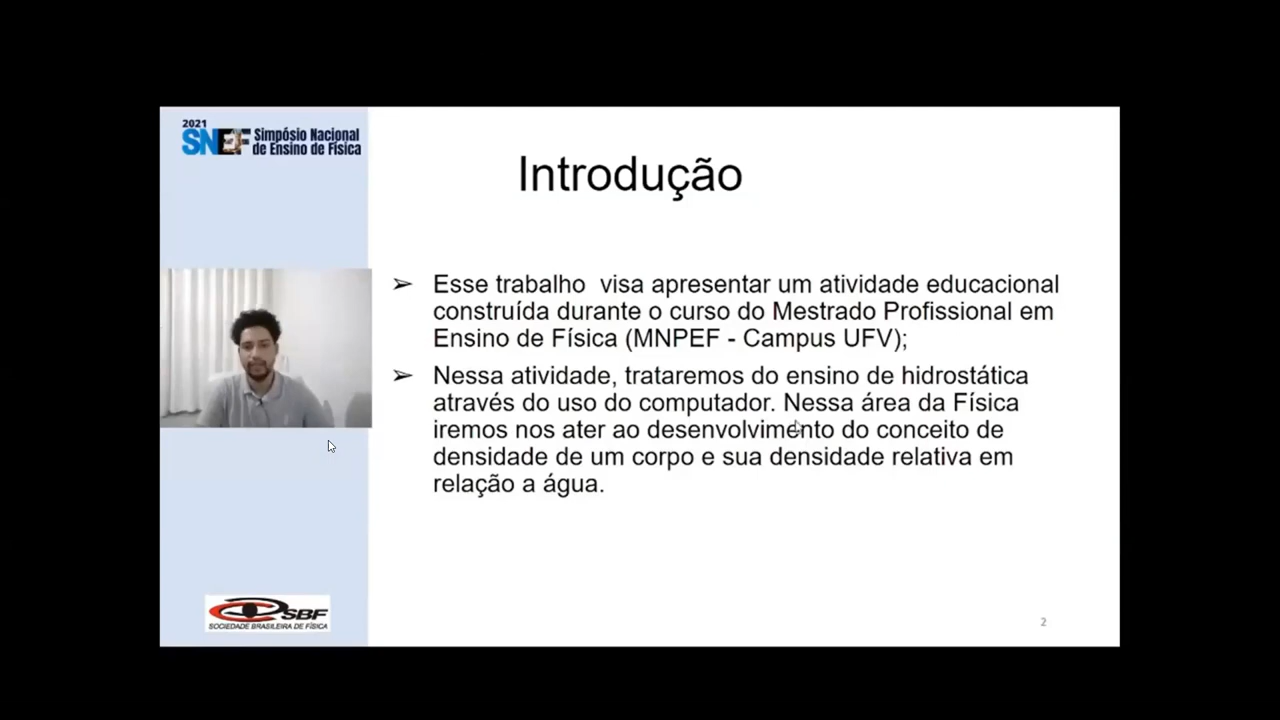 2021
SNEF Simpósio Nacional
de Ensino de Física
Introdução
➢ Esse trabalho visa apresentar um atividade educacional
construída durante o curso do Mestrado Profissional em
Ensino de Física (MNPEF - Campus UFV);
➢ Nessa atividade, trataremos do ensino de hidrostática
através do uso do computador. Nessa área da Física
iremos nos ater ao desenvolvimento do conceito de
densidade de um corpo e sua densidade relativa em
relação a água.
SBF
SOCIEDADE BRASILEIRA DE FÍSICA
2